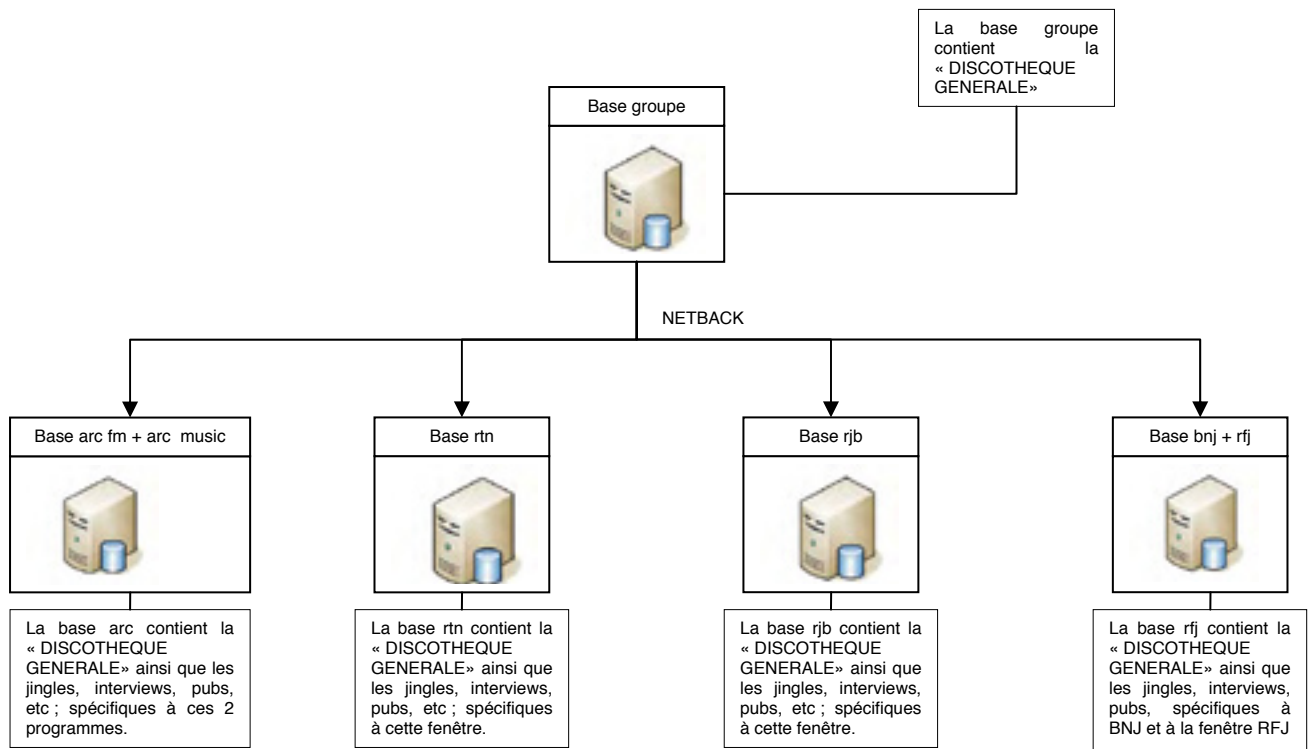 La base groupe
contient la
« DISCOTHEQUE
GENERALE»
Base groupe
NETBACK
Base arc fm + arc music
Base rtn
Base rjb
Base bnj + rfj
La base arc contient la
« DISCOTHEQUE
GENERALE» ainsi que les
jingles, interviews, pubs,
etc ; spécifiques à ces 2
programmes.
La base rtn contient la
« DISCOTHEQUE
GENERALE» ainsi que
les jingles, interviews,
pubs, etc ; spécifiques
à cette fenêtre.
La base rjb contient la
« DISCOTHEQUE
GENERALE» ainsi que
les jingles, interviews,
pubs, etc ; spécifiques
à cette fenêtre.
La base rfj contient la
« DISCOTHEQUE
GENERALE» ainsi que
les jingles, interviews,
pubs, spécifiques à
BNJ et à la fenêtre RFJ